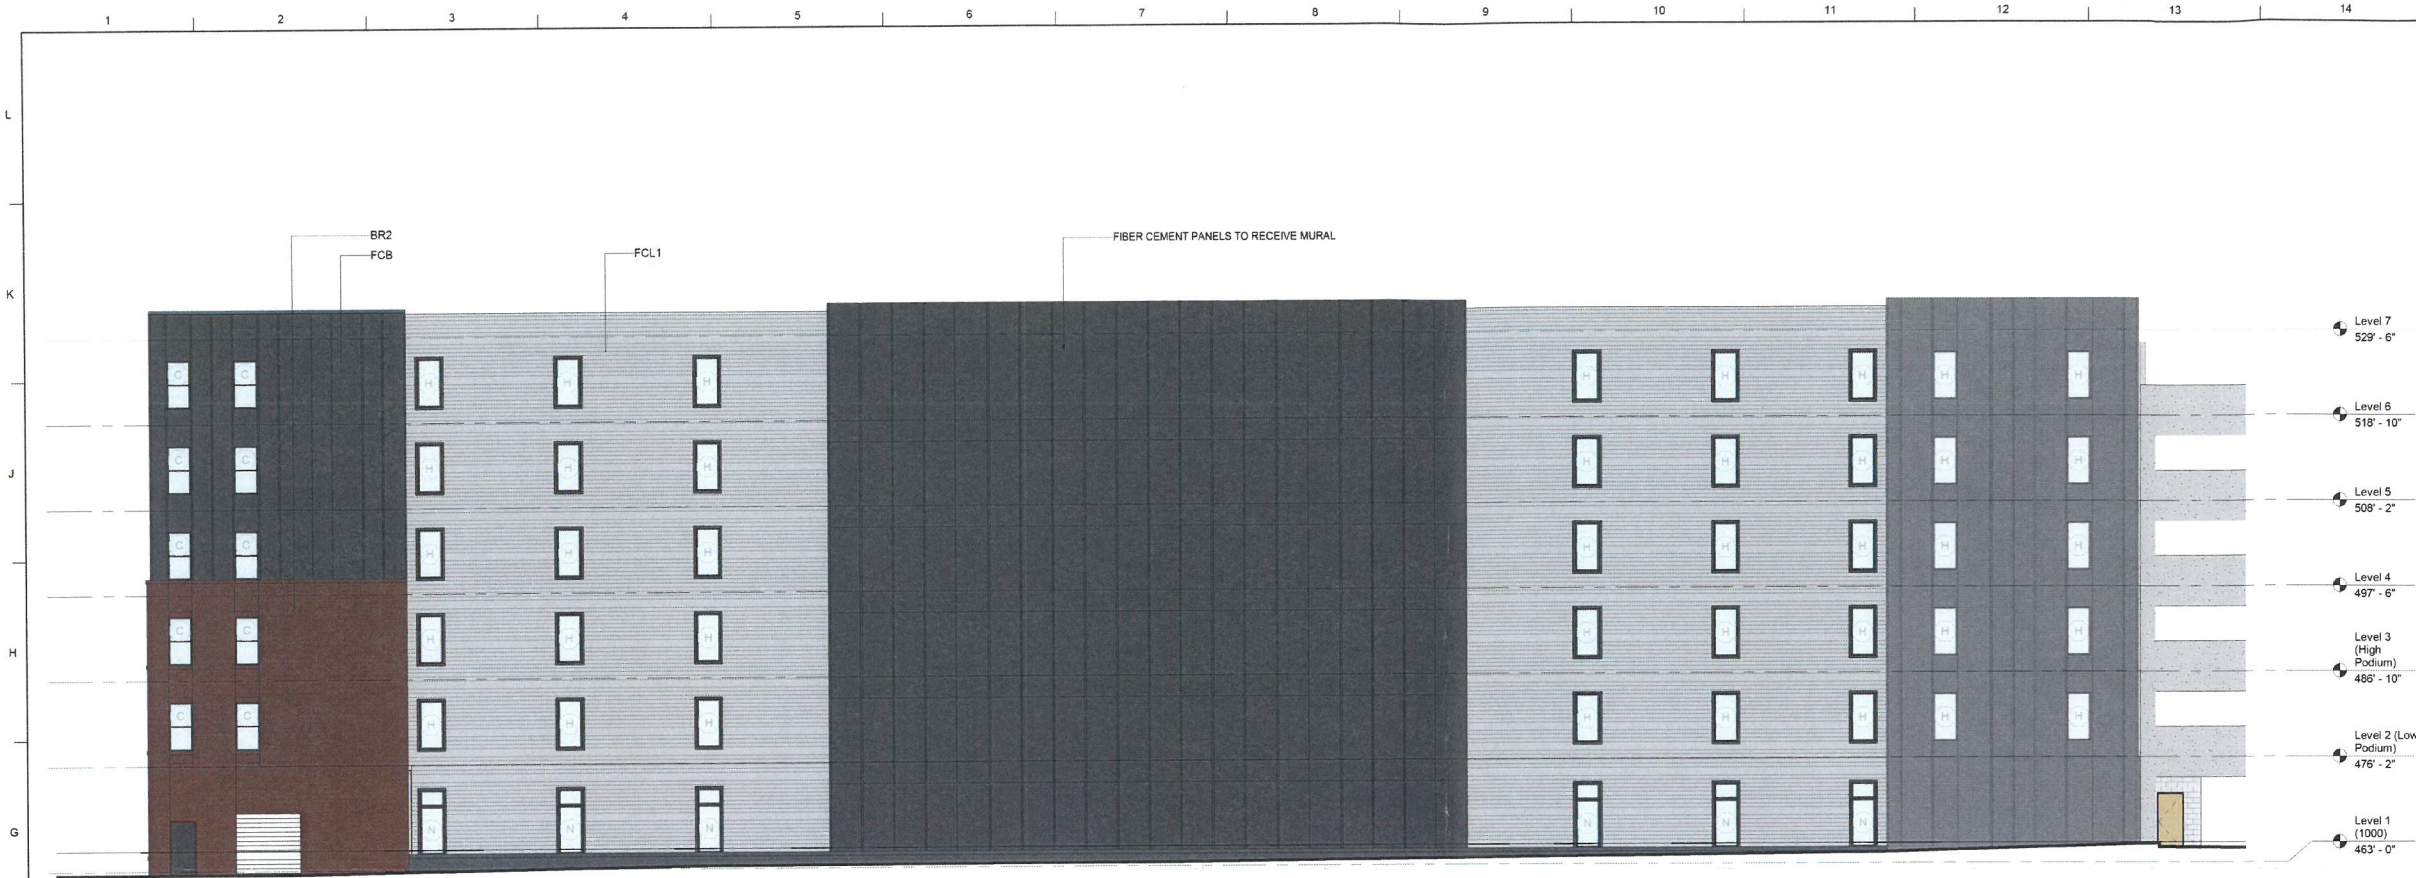 1 2 3 4 5 6 7 8 9 10 11 12 13 14
L
BR2
FIBER CEMENT PANELS TO RECEIVE MURAL
FCB
FCL1
K
Level 7
529' - 6"
C C H H H H H H H H
Level 6
518' - 10"
J
C C H H H H H H H H
Level 5
508' - 2"
C C H H H H H H H H
Level 4
497' - 6"
C C H H H H H H H H
H
Level 3
(High
Podium)
486' - 10"
C C H H H H H H H H
Level 2 (Low
Podium)
476' - 2"
G
N N N N N N
Level 1
(1000)
463' - 0"